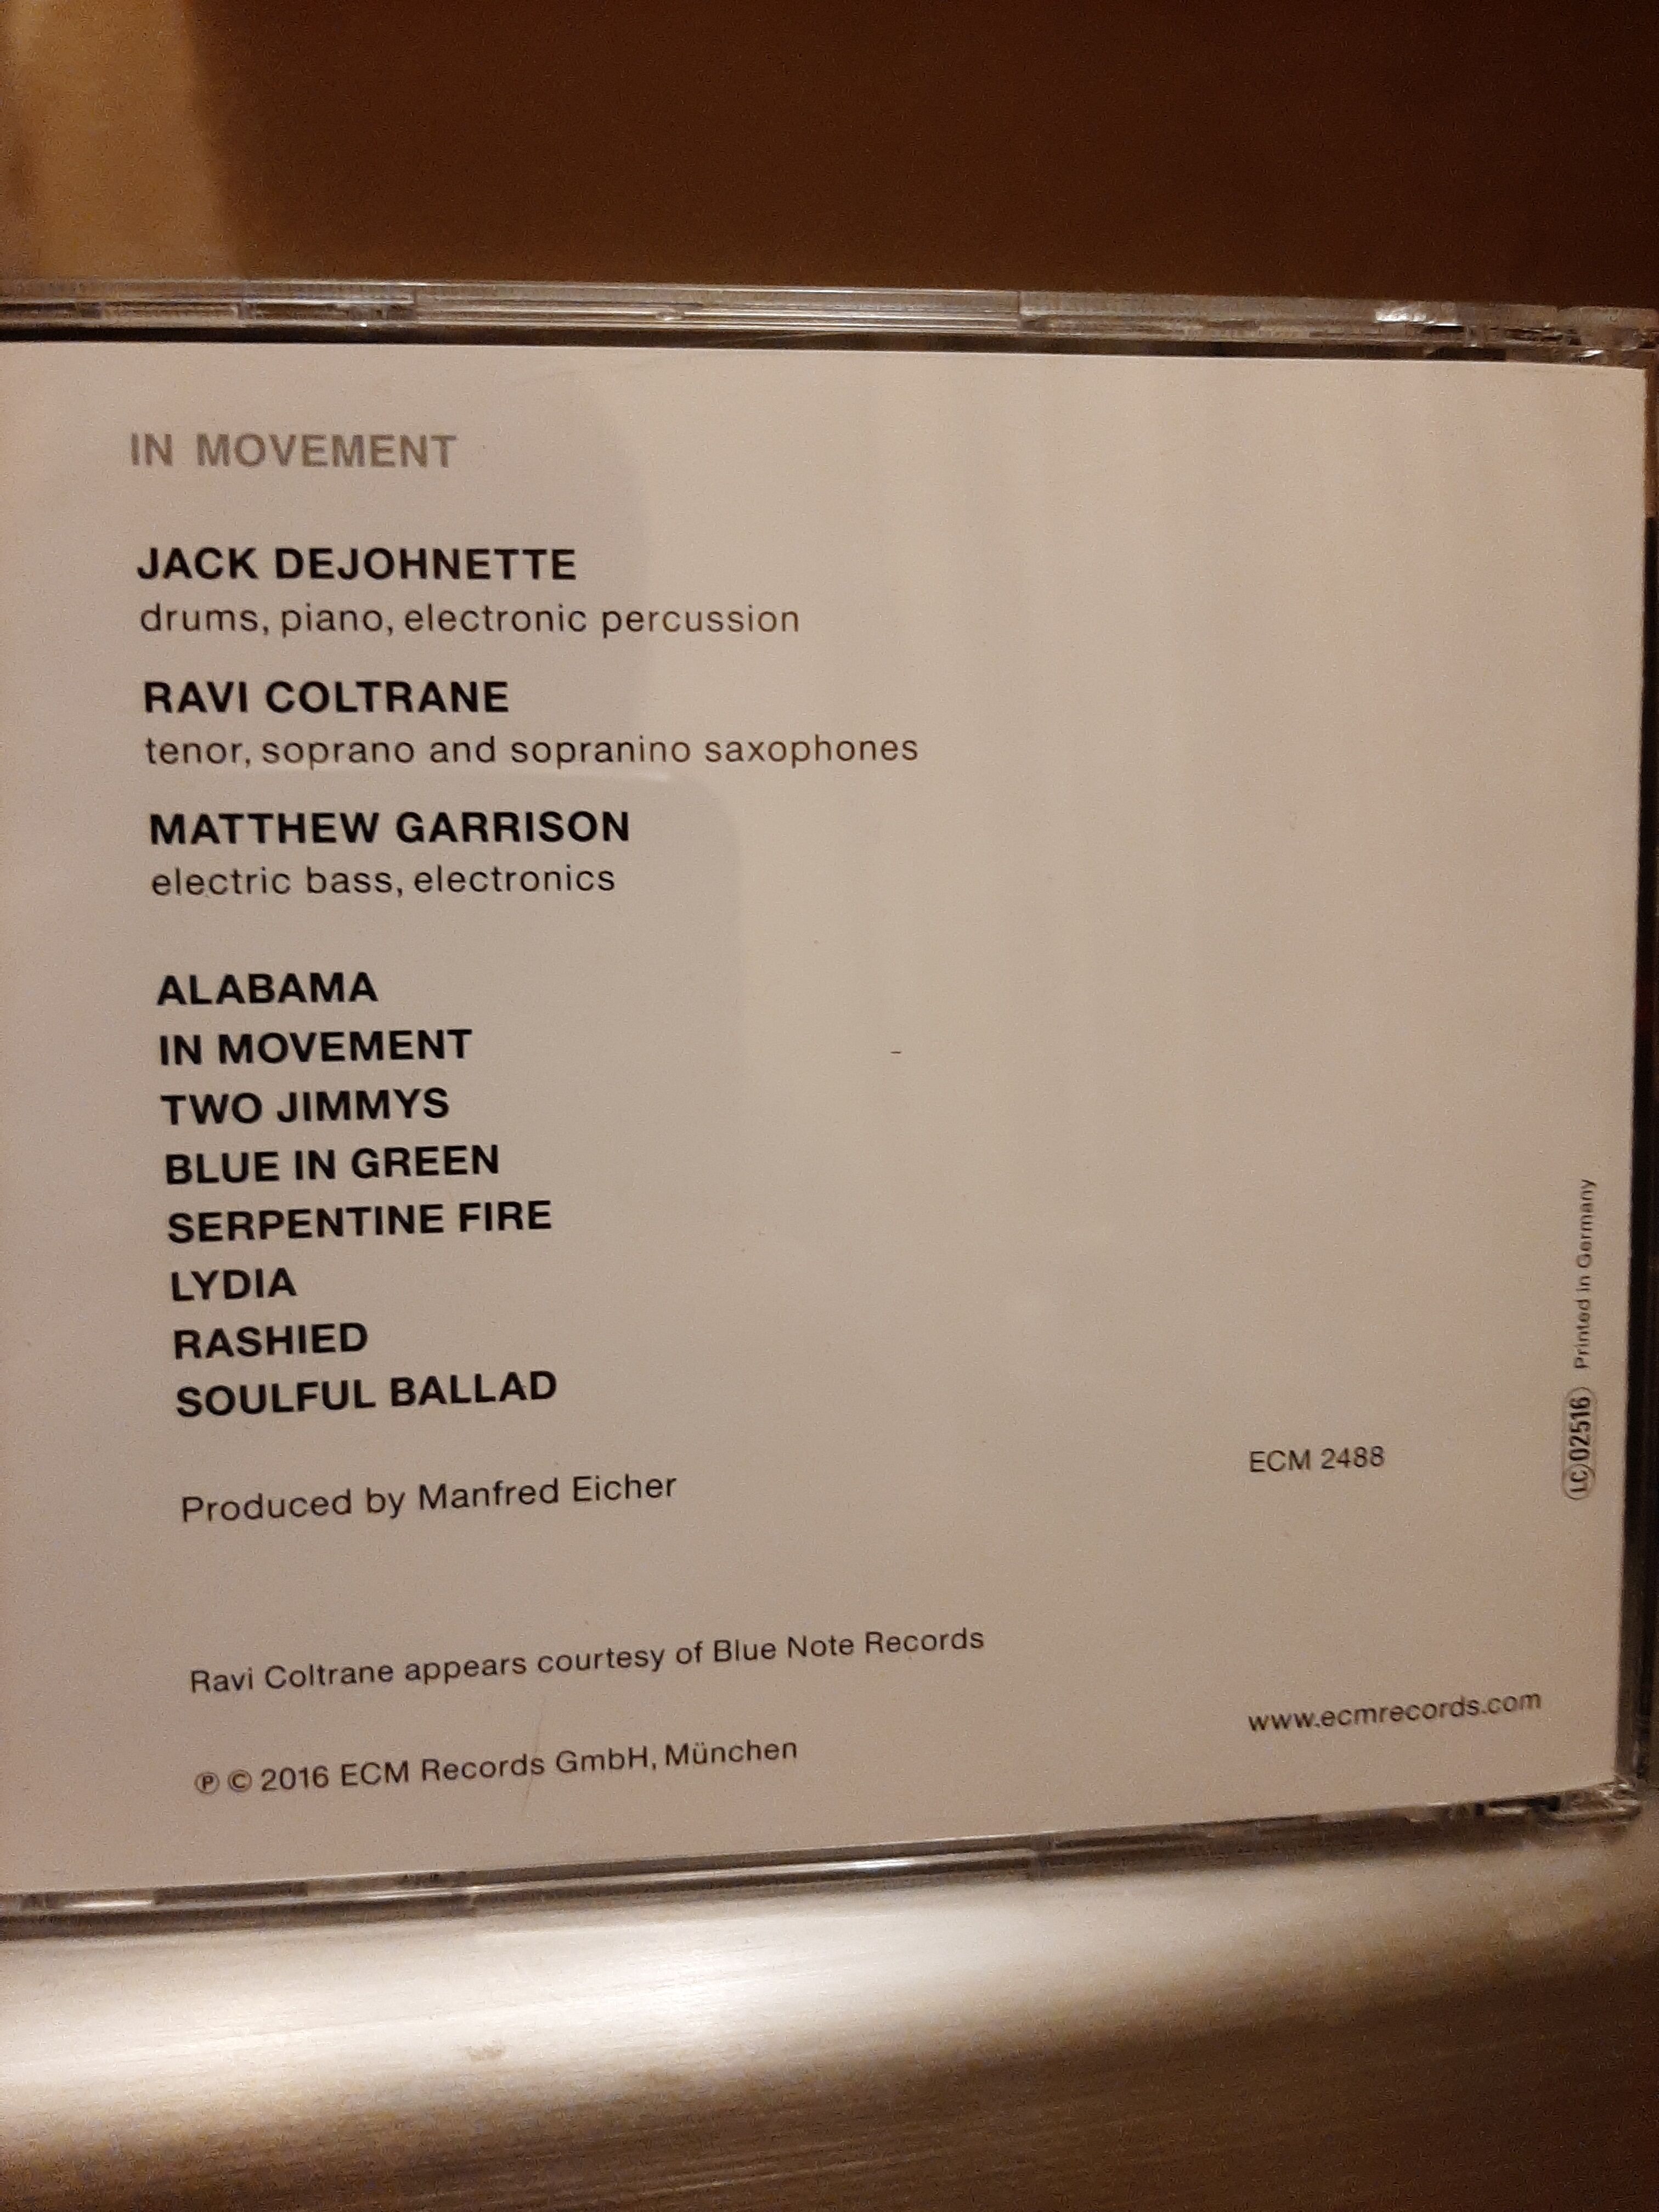 IN MOVEMENT
JACK DEJOHNETTE
drums, piano, electronic percussion
RAVI COLTRANE
tenor, soprano and sopranino saxophones
MATTHEW GARRISON
electric bass, electronics
ALABAMA
IN MOVEMENT
TWO JIMMYS
BLUE IN GREEN
SERPENTINE FIRE
LYDIA
RASHIED
SOULFUL BALLAD
Produced by Manfred Eicher
ECM 2488
LC 02516 Printed in Germany
Ravi Coltrane appears courtesy of Blue Note Records
www.ecmrecords.com
℗ © 2016 ECM Records GmbH, München